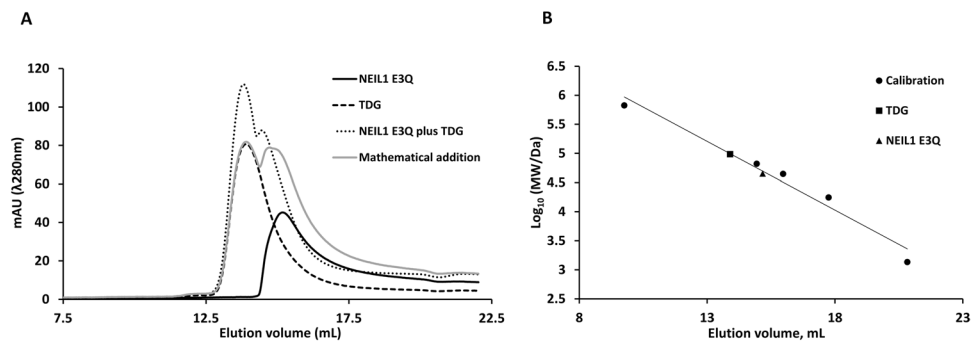 A
mAU (λ280nm)
120
100
80
60
40
20
0
7.5
12.5
17.5
22.5
Elution volume (mL)
NEIL1 E3Q
TDG
NEIL1 E3Q plus TDG
Mathematical addition
B
Log10 (MW/Da)
6.5
6
5.5
5
4.5
4
3.5
3
2.5
8
13
18
23
Elution volume, mL
Calibration
TDG
NEIL1 E3Q